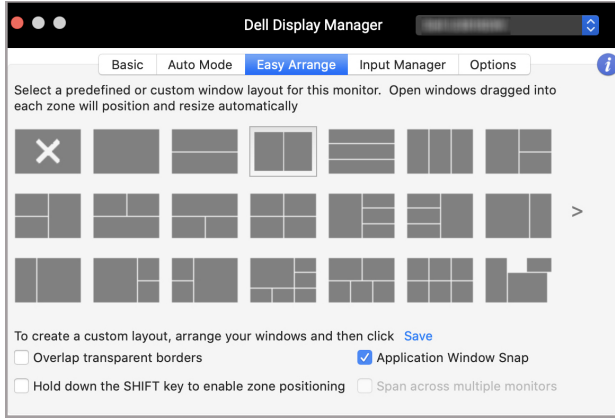 Dell Display Manager
Basic Auto Mode Easy Arrange Input Manager Options i
Select a predefined or custom window layout for this monitor. Open windows dragged into
each zone will position and resize automatically
>
To create a custom layout, arrange your windows and then click Save
Overlap transparent borders Application Window Snap
Hold down the SHIFT key to enable zone positioning Span across multiple monitors